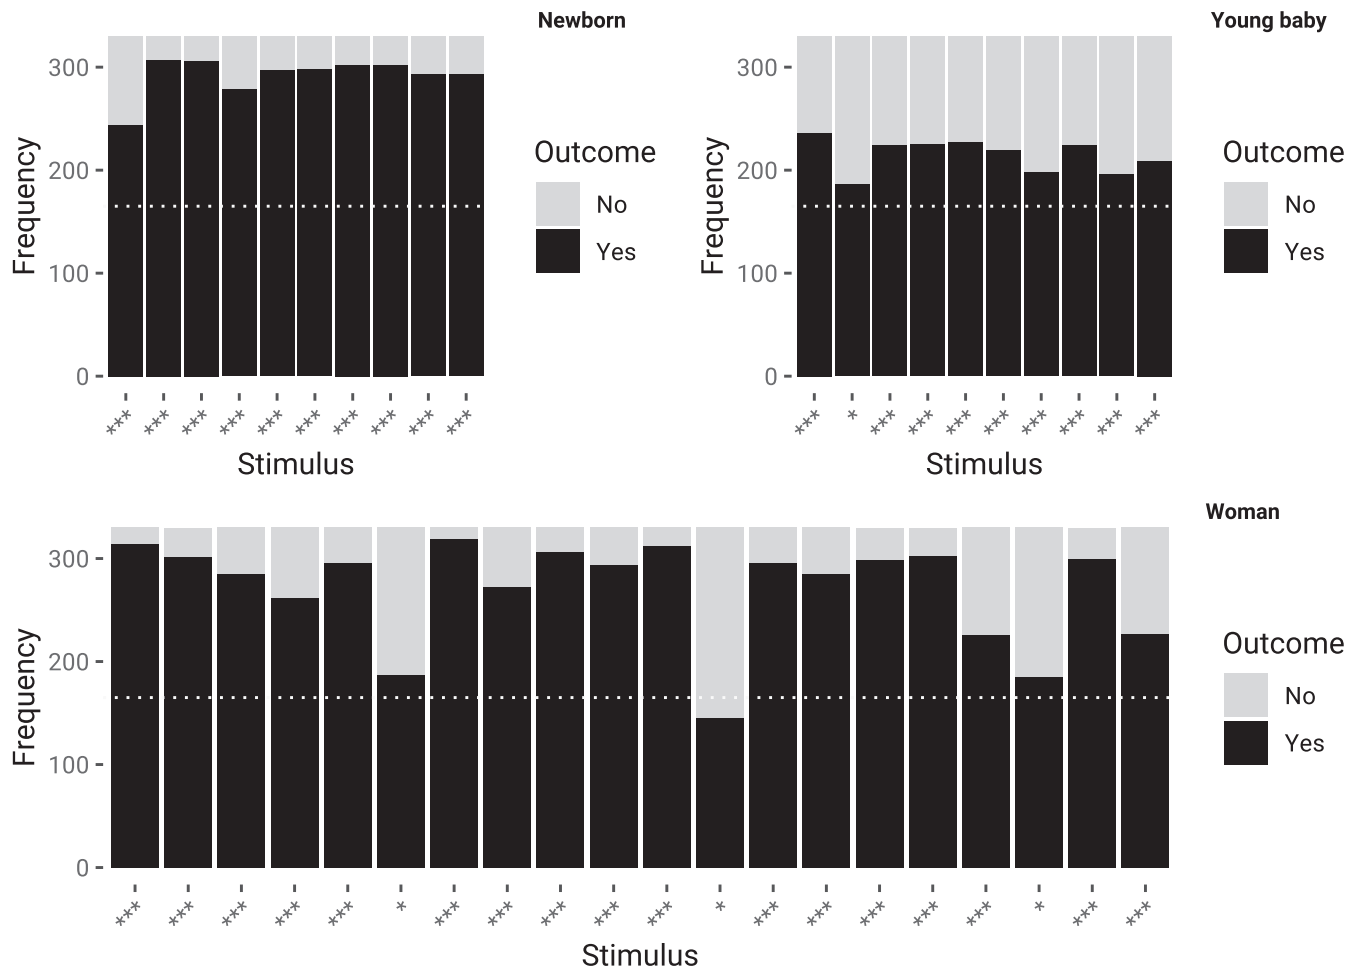 Newborn
300
200
100
0
Frequency
*** *** *** *** *** *** *** *** *** ***
Stimulus
Outcome
No
Yes
Young baby
300
200
100
0
Frequency
*** * *** *** *** *** *** *** *** ***
Stimulus
Outcome
No
Yes
Woman
300
200
100
0
Frequency
*** *** *** *** *** * *** *** *** *** *** * *** *** *** *** *** * *** ***
Stimulus
Outcome
No
Yes